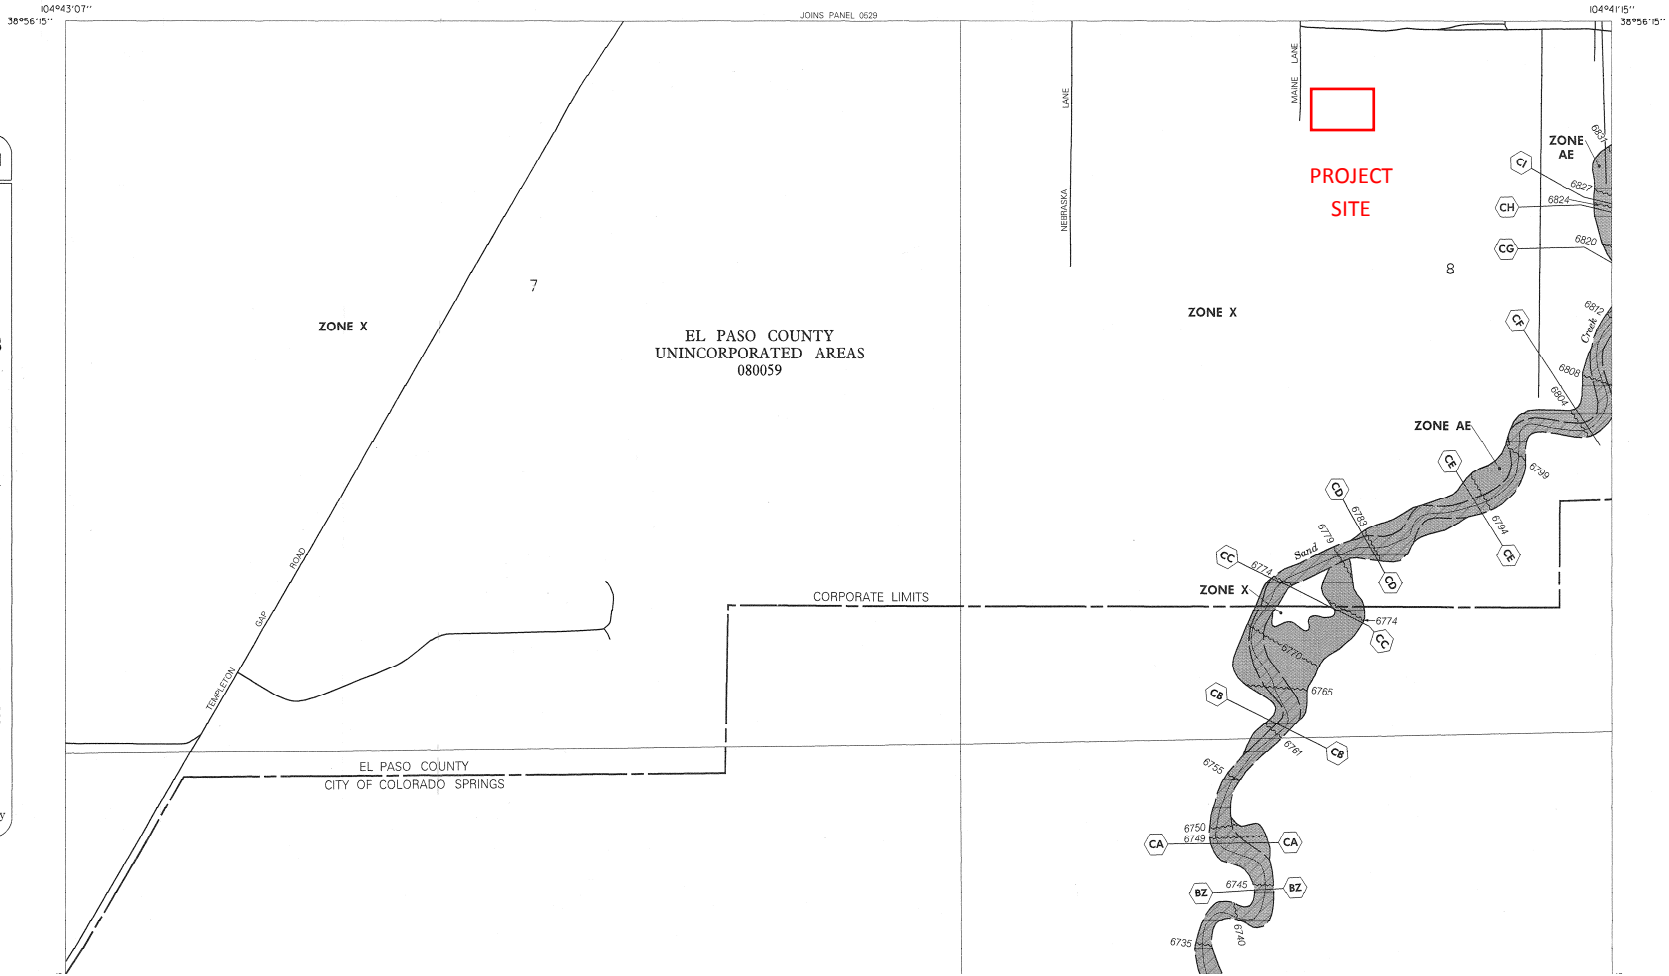 104°43'07"
38°56'15"
JOINS PANEL 0529
104°41'15"
38°56'15"
MAINE LANE
NEBRASKA LANE
PROJECT
SITE
ZONE
AE
6831
CI
6827
CH
6824
CG
6820
7
8
ZONE X
ZONE X
EL PASO COUNTY
UNINCORPORATED AREAS
080059
6812
Creek
CF
6808
6804
ZONE AE
CE
6799
CD
6783
6794
CE
6779
Sand
CC
6774
CD
ZONE X
CORPORATE LIMITS
6774
CC
6770
6765
CB
6761
CB
TEMPLETON GAP ROAD
EL PASO COUNTY
CITY OF COLORADO SPRINGS
6755
6750
6749
CA
CA
6745
BZ
BZ
6740
6735
y